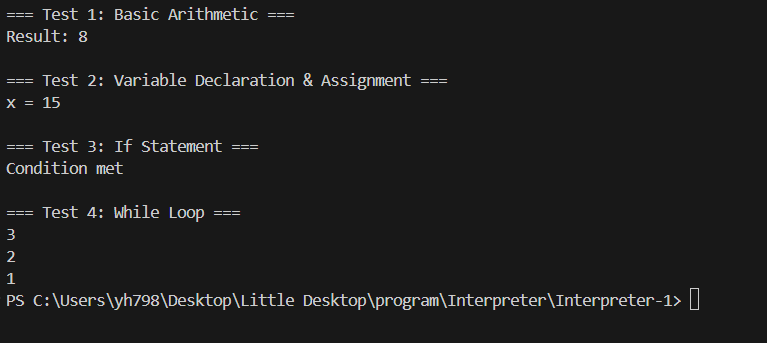 === Test 1: Basic Arithmetic ===
Result: 8
=== Test 2: Variable Declaration & Assignment ===
x = 15
=== Test 3: If Statement ===
Condition met
=== Test 4: While Loop ===
3
2
1
PS C:\Users\yh798\Desktop\Little Desktop\program\Interpreter\Interpreter-1>